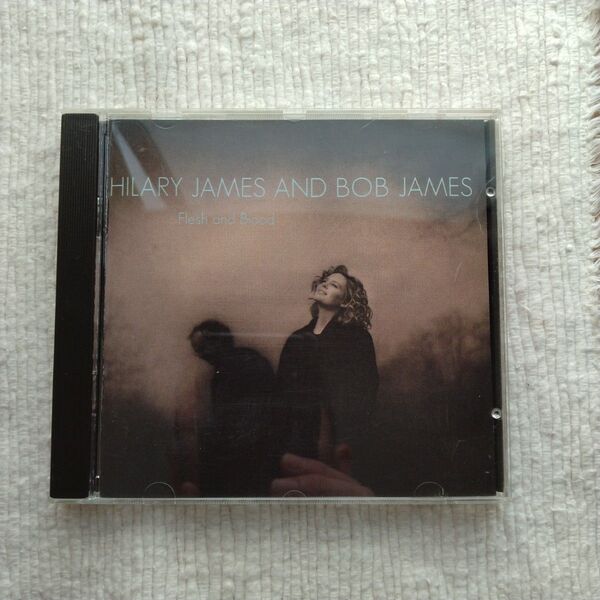 HILARY JAMES AND BOB JAMES
Flesh and Blood